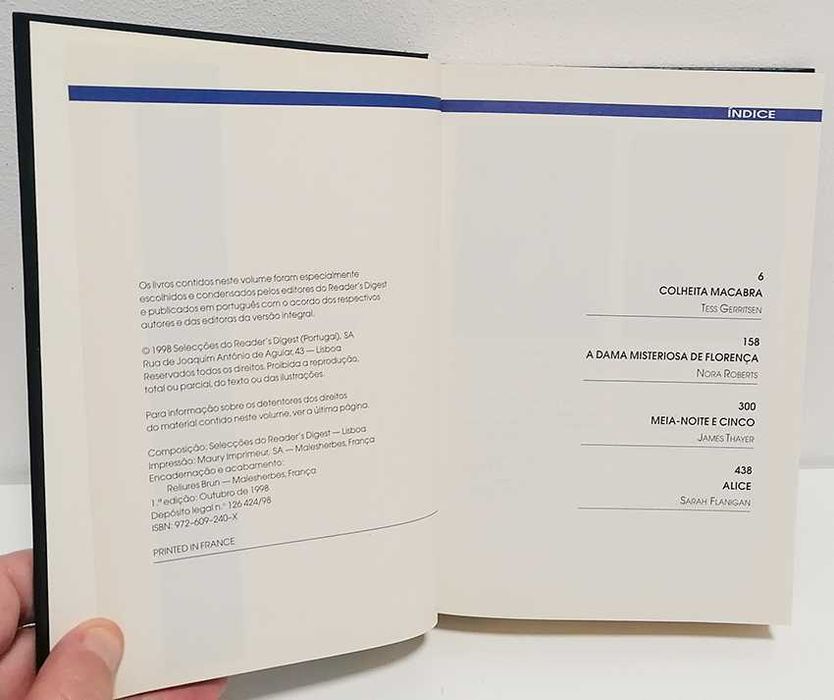 Os livros contidos neste volume foram especialmente
escolhidos e condensados pelos editores do Reader's Digest
e publicados em português com o acordo dos respectivos
autores e das editoras da versão integral.
© 1998 Selecções do Reader's Digest (Portugal), SA
Rua de Joaquim António de Aguiar, 43 — Lisboa
Reservados todos os direitos. Proibida a reprodução,
total ou parcial, do texto ou das ilustrações.
Para informação sobre os detentores dos direitos
do material contido neste volume, ver a última página.
Composição: Selecções do Reader's Digest — Lisboa
Impressão: Maury Imprimeur, SA — Malesherbes, França
Encadernação e acabamento:
Reliures Brun — Malesherbes, França
1.ª edição: Outubro de 1998
Depósito legal n.° 126 424/98
ISBN: 972-609-240-X
PRINTED IN FRANCE
ÍNDICE
6
COLHEITA MACABRA
TESS GERRITSEN
158
A DAMA MISTERIOSA DE FLORENÇA
NORA ROBERTS
300
MEIA-NOITE E CINCO
JAMES THAYER
438
ALICE
SARAH FLANIGAN